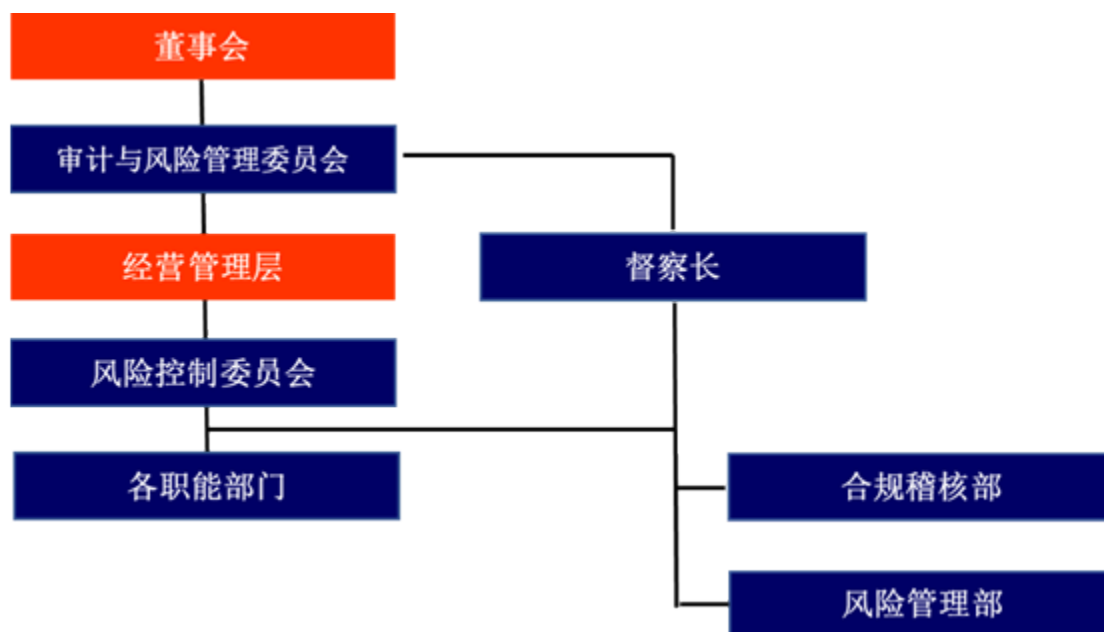 董事会
审计与风险管理委员会
经营管理层
督察长
风险控制委员会
各职能部门
合规稽核部
风险管理部